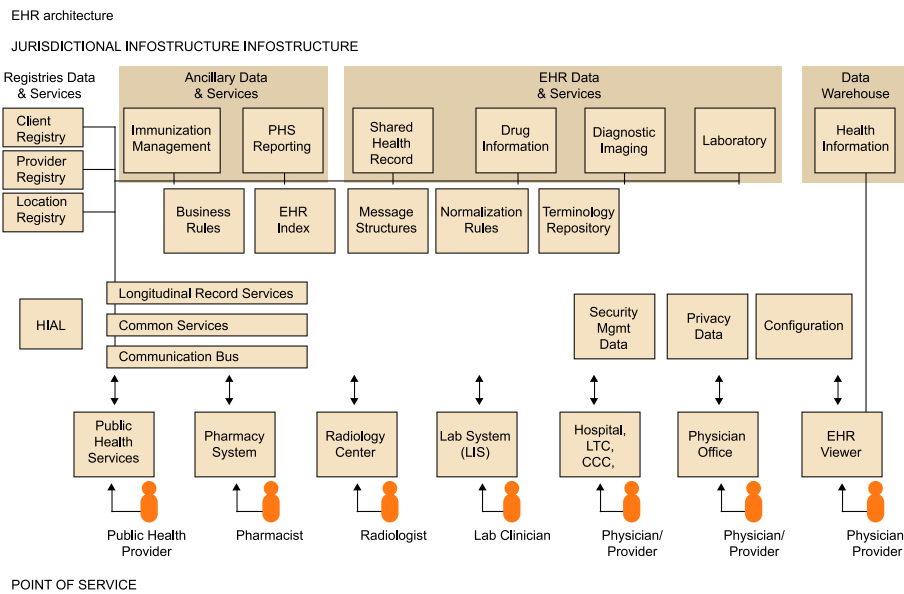 EHR architecture
JURISDICTIONAL INFOSTRUCTURE INFOSTRUCTURE
Registries Data
& Services
Ancillary Data
& Services
EHR Data
& Services
Data
Warehouse
Client
Registry
Provider
Registry
Location
Registry
Immunization
Management
PHS
Reporting
Shared
Health
Record
Drug
Information
Diagnostic
Imaging
Laboratory
Health
Information
Business
Rules
EHR
Index
Message
Structures
Normalization
Rules
Terminology
Repository
HIAL
Longitudinal Record Services
Common Services
Communication Bus
Security
Mgmt
Data
Privacy
Data
Configuration
Public
Health
Services
Pharmacy
System
Radiology
Center
Lab System
(LIS)
Hospital,
LTC,
CCC,
Physician
Office
EHR
Viewer
Public Health
Provider
Pharmacist
Radiologist
Lab Clinician
Physician/
Provider
Physician/
Provider
Physician
Provider
POINT OF SERVICE